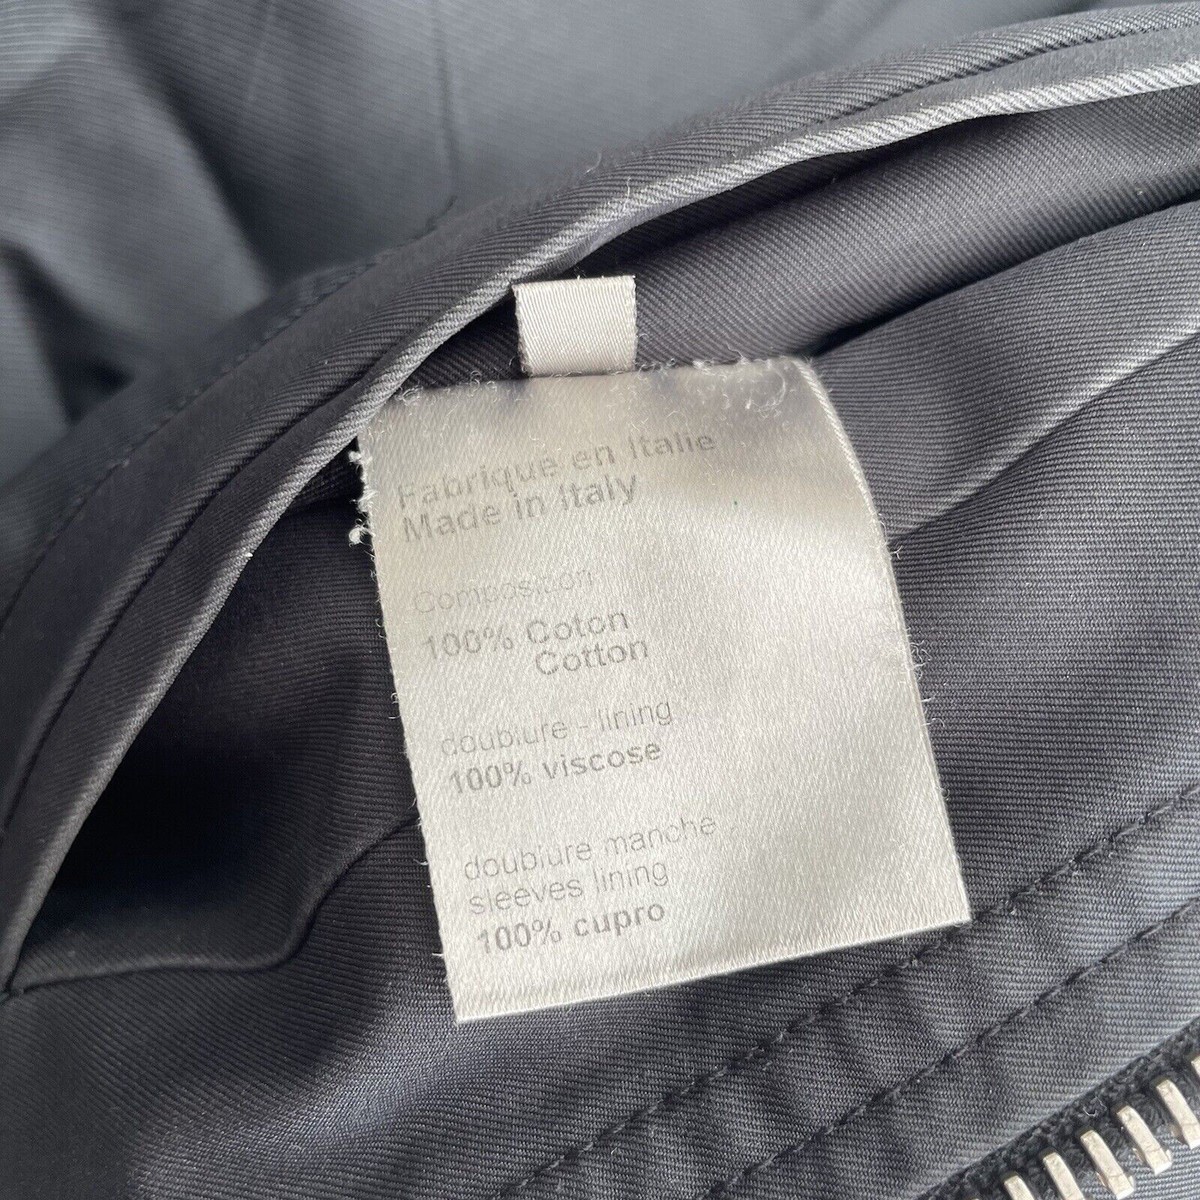 Fabriqué en Italie
Made in Italy
Composition
100% Coton
Cotton
doublure - lining
100% viscose
doublure manche
sleeves lining
100% cupro